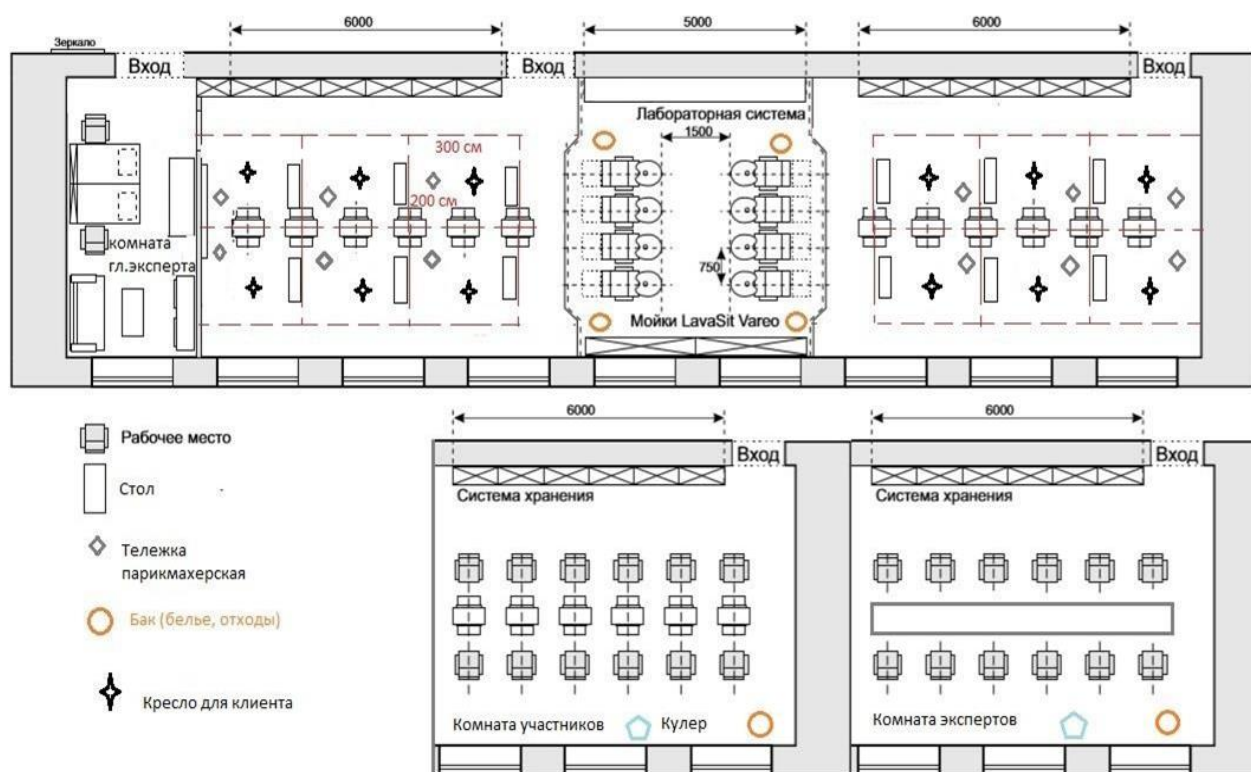 6000
5000
6000
Зеркало
Вход
Вход
Вход
Лабораторная система
1500
300 см
200 см
комната
гл.эксперта
750
Мойки LavaSit Vareo
6000
6000
Рабочее место
Вход
Вход
Стол
Система хранения
Система хранения
Тележка
парикмахерская
Бак (белье, отходы)
Кресло для клиента
Комната участников
Кулер
Комната экспертов